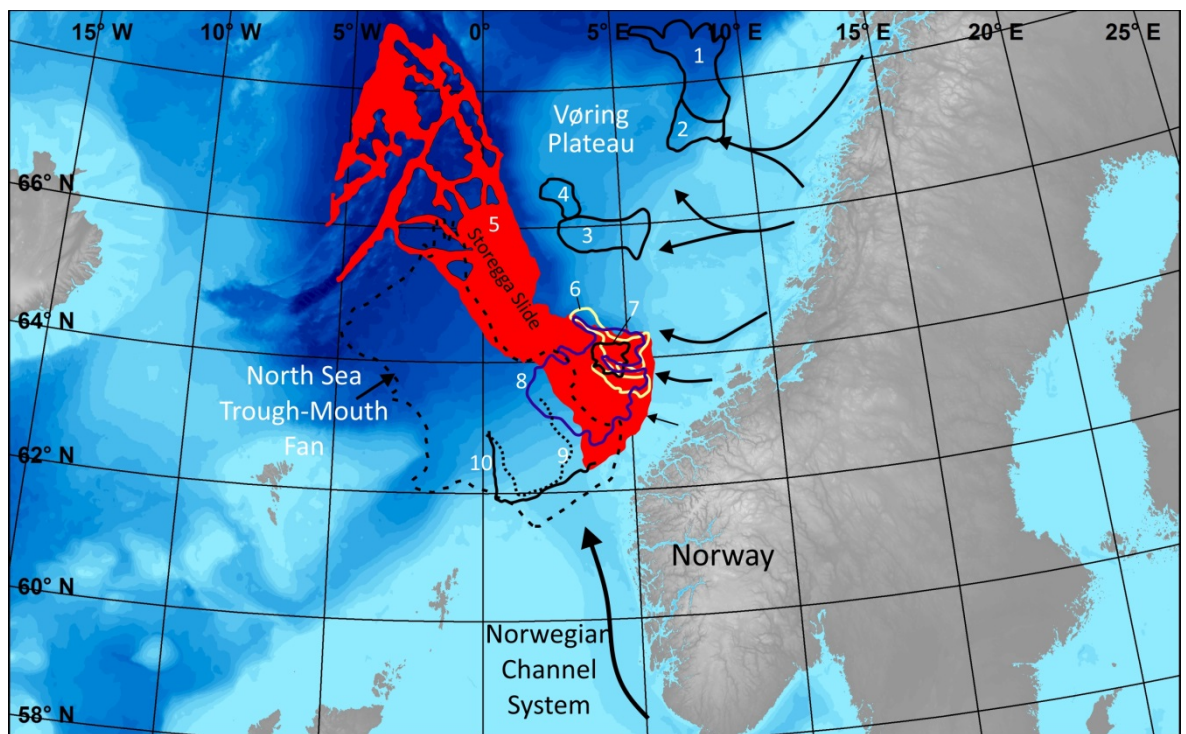 15° W
10° W
5° W
0°
5° E
10° E
15° E
20° E
25° E
1
Vøring
Plateau
2
66° N
4
5
3
Storegga Slide
6
7
64° N
North Sea
Trough-Mouth
Fan
8
62° N
10
9
Norway
60° N
Norwegian
Channel
System
58° N